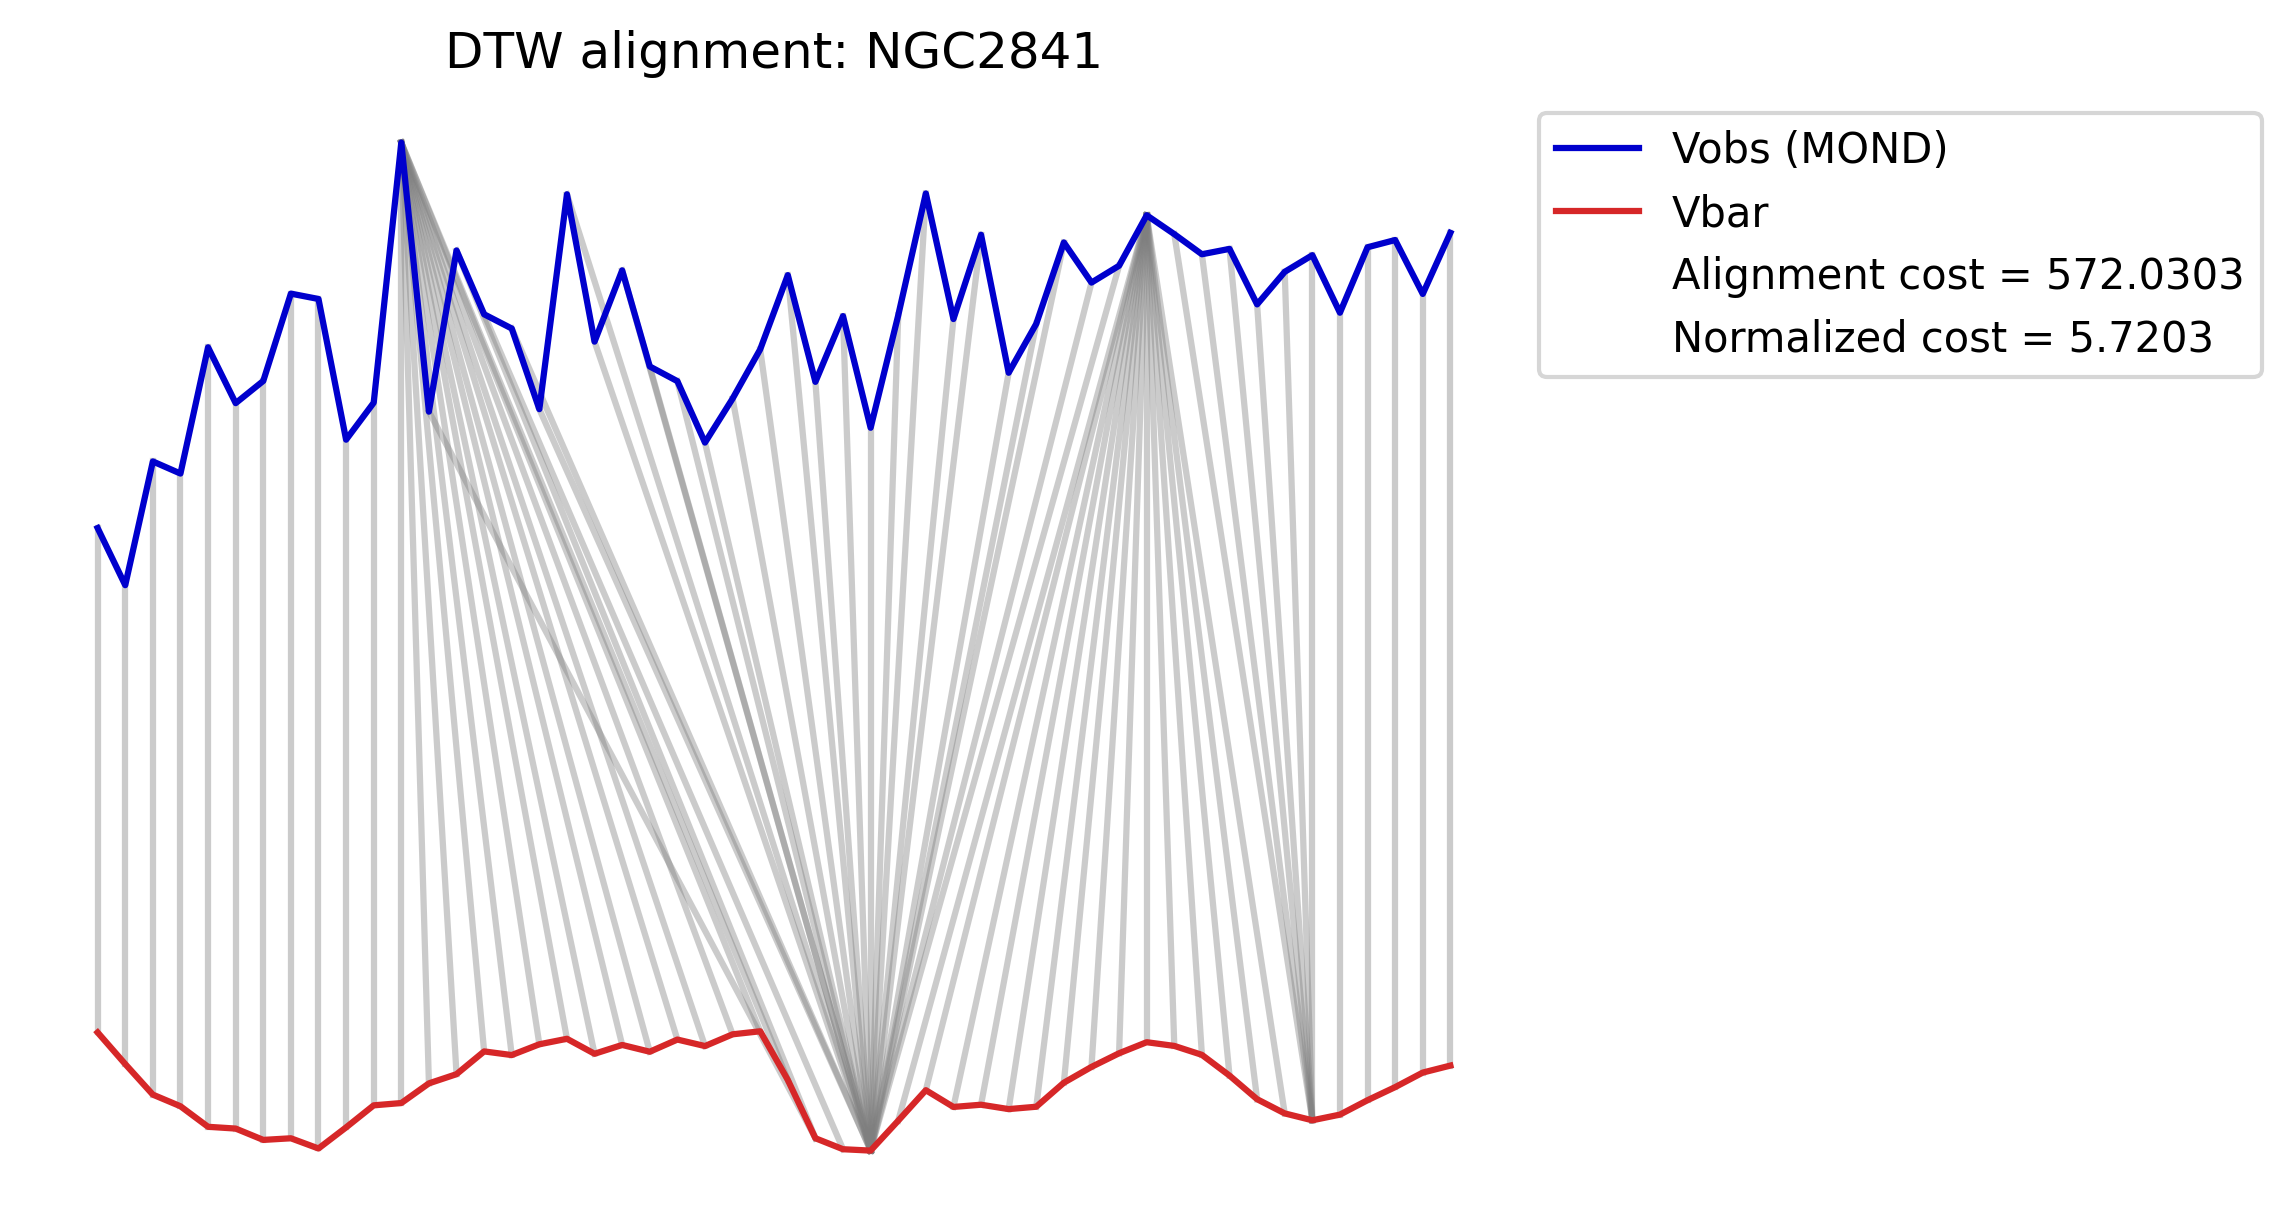 DTW alignment: NGC2841
Vobs (MOND)
Vbar
Alignment cost = 572.0303
Normalized cost = 5.7203